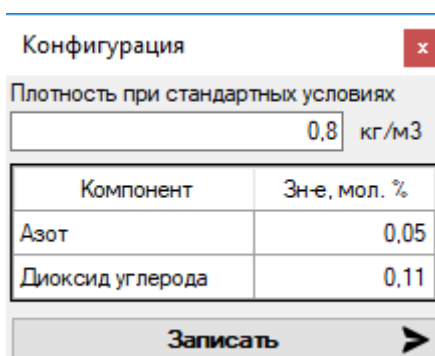 Конфигурация x
Плотность при стандартных условиях
0,8 кг/м3
Компонент Зн-е, мол. %
Азот 0,05
Диоксид углерода 0,11
Записать